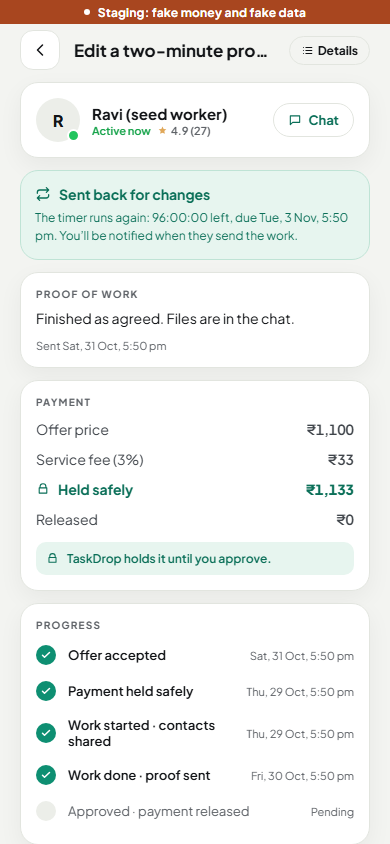 Staging: fake money and fake data
Edit a two-minute pro...
Details
R
Ravi (seed worker)
Active now ★ 4.9 (27)
Chat
Sent back for changes
The timer runs again: 96:00:00 left, due Tue, 3 Nov, 5:50
pm. You'll be notified when they send the work.
PROOF OF WORK
Finished as agreed. Files are in the chat.
Sent Sat, 31 Oct, 5:50 pm
PAYMENT
Offer price ₹1,100
Service fee (3%) ₹33
Held safely ₹1,133
Released ₹0
TaskDrop holds it until you approve.
PROGRESS
Offer accepted Sat, 31 Oct, 5:50 pm
Payment held safely Thu, 29 Oct, 5:50 pm
Work started · contacts
shared Thu, 29 Oct, 5:50 pm
Work done · proof sent Fri, 30 Oct, 5:50 pm
Approved · payment released Pending